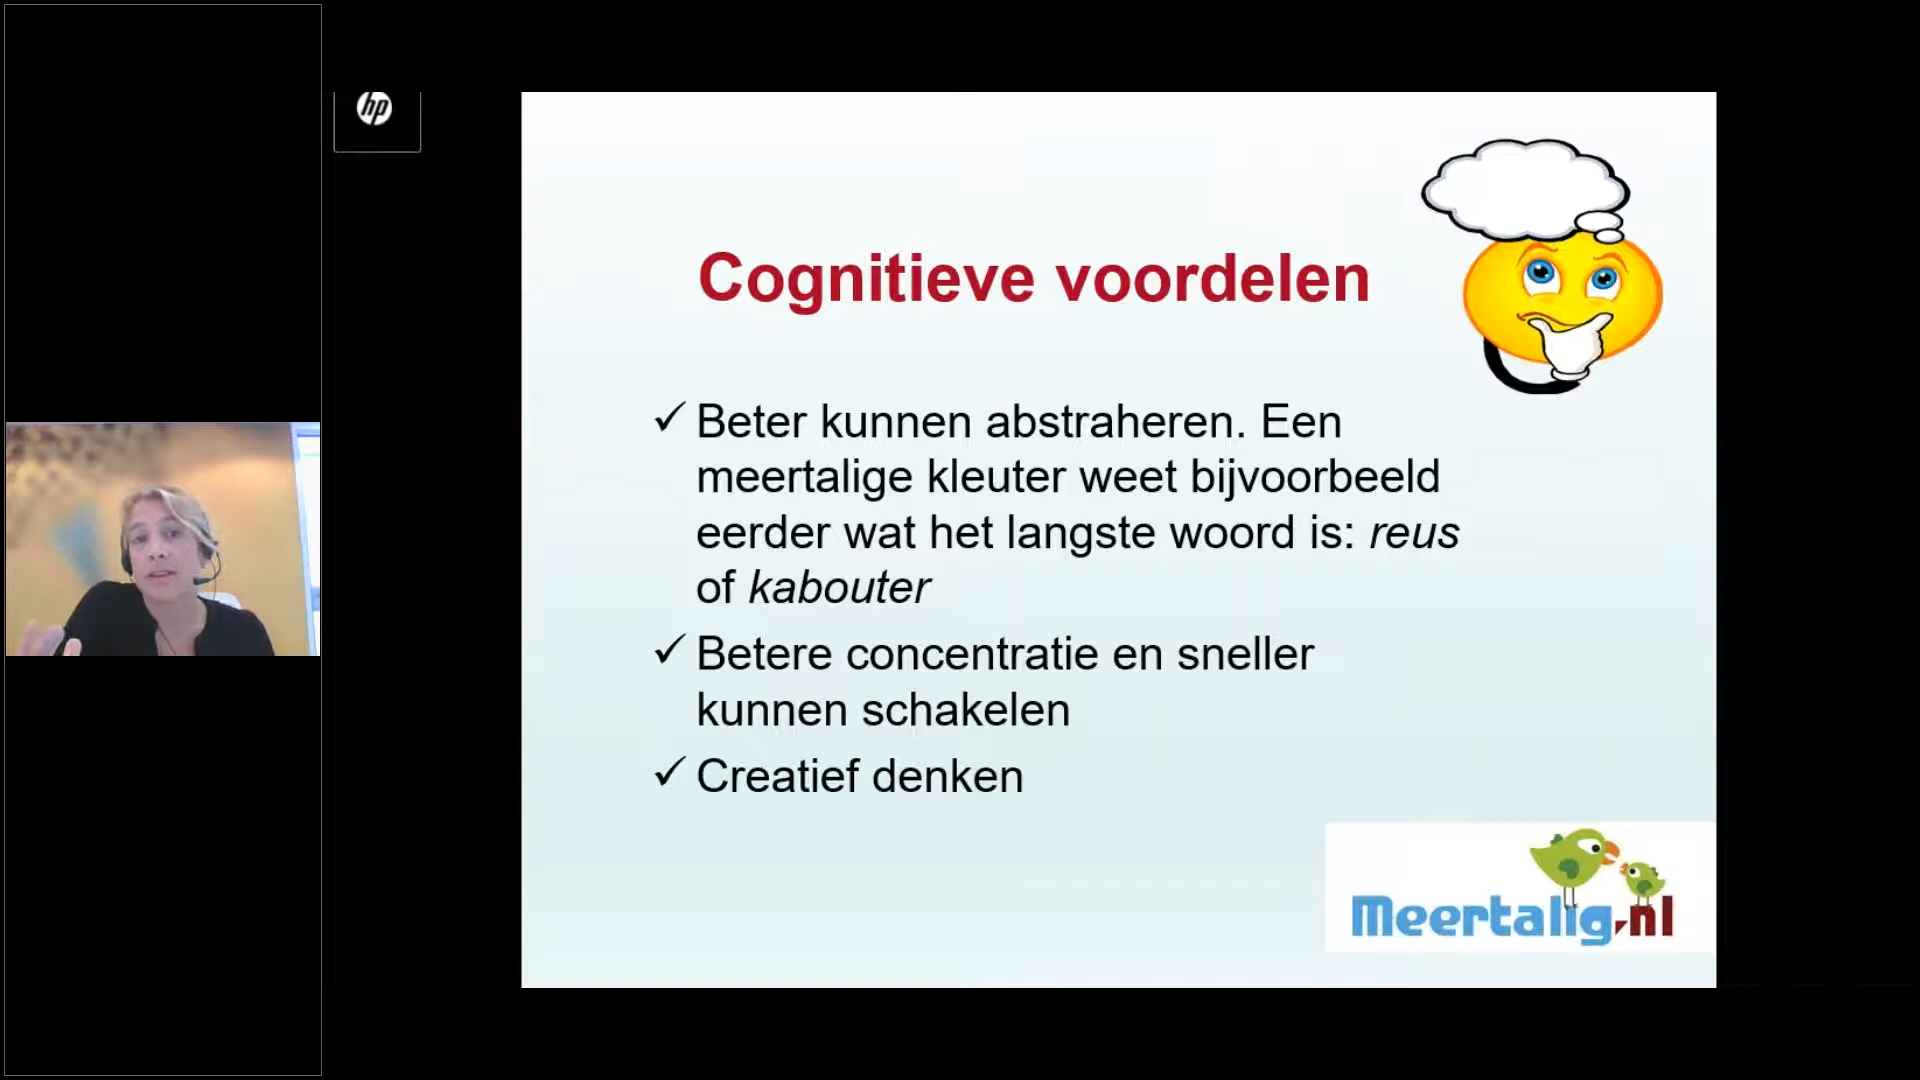 hp
Cognitieve voordelen
✓ Beter kunnen abstraheren. Een
meertalige kleuter weet bijvoorbeeld
eerder wat het langste woord is: reus
of kabouter
✓ Betere concentratie en sneller
kunnen schakelen
✓ Creatief denken
Meertalig.nl